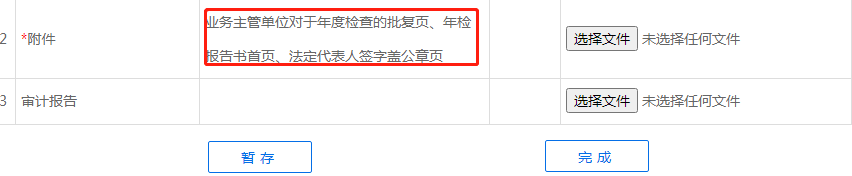 2 *附件 业务主管单位对于年度检查的批复页、年检
报告书首页、法定代表人签字盖公章页 选择文件 未选择任何文件
3 审计报告 选择文件 未选择任何文件
暂存 完成